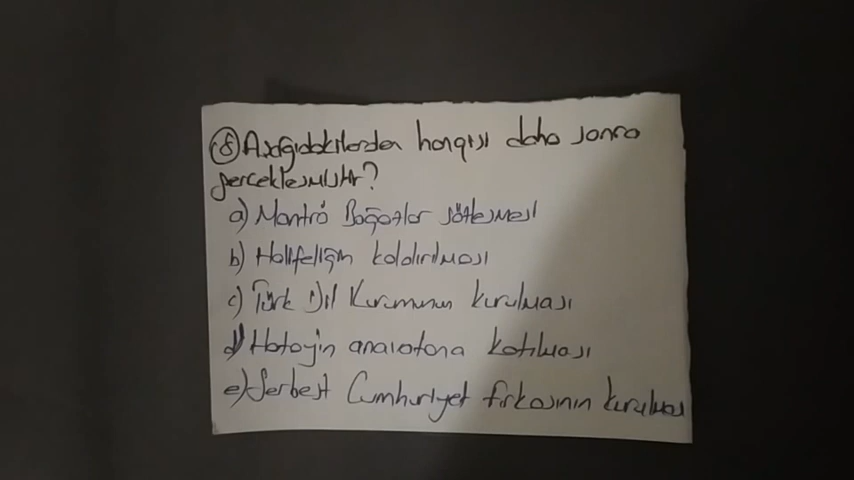 8 Aşağıdakilerden hangisi daha sonra
gerçekleşmiştir?
a) Montrö Boğazlar sözleşmesi
b) Halifeliğin kaldırılması
c) Türk Dil Kurumunun kurulması
d) Hatay'in anavatana katılması
e) Serbest Cumhuriyet fırkasının kurulması